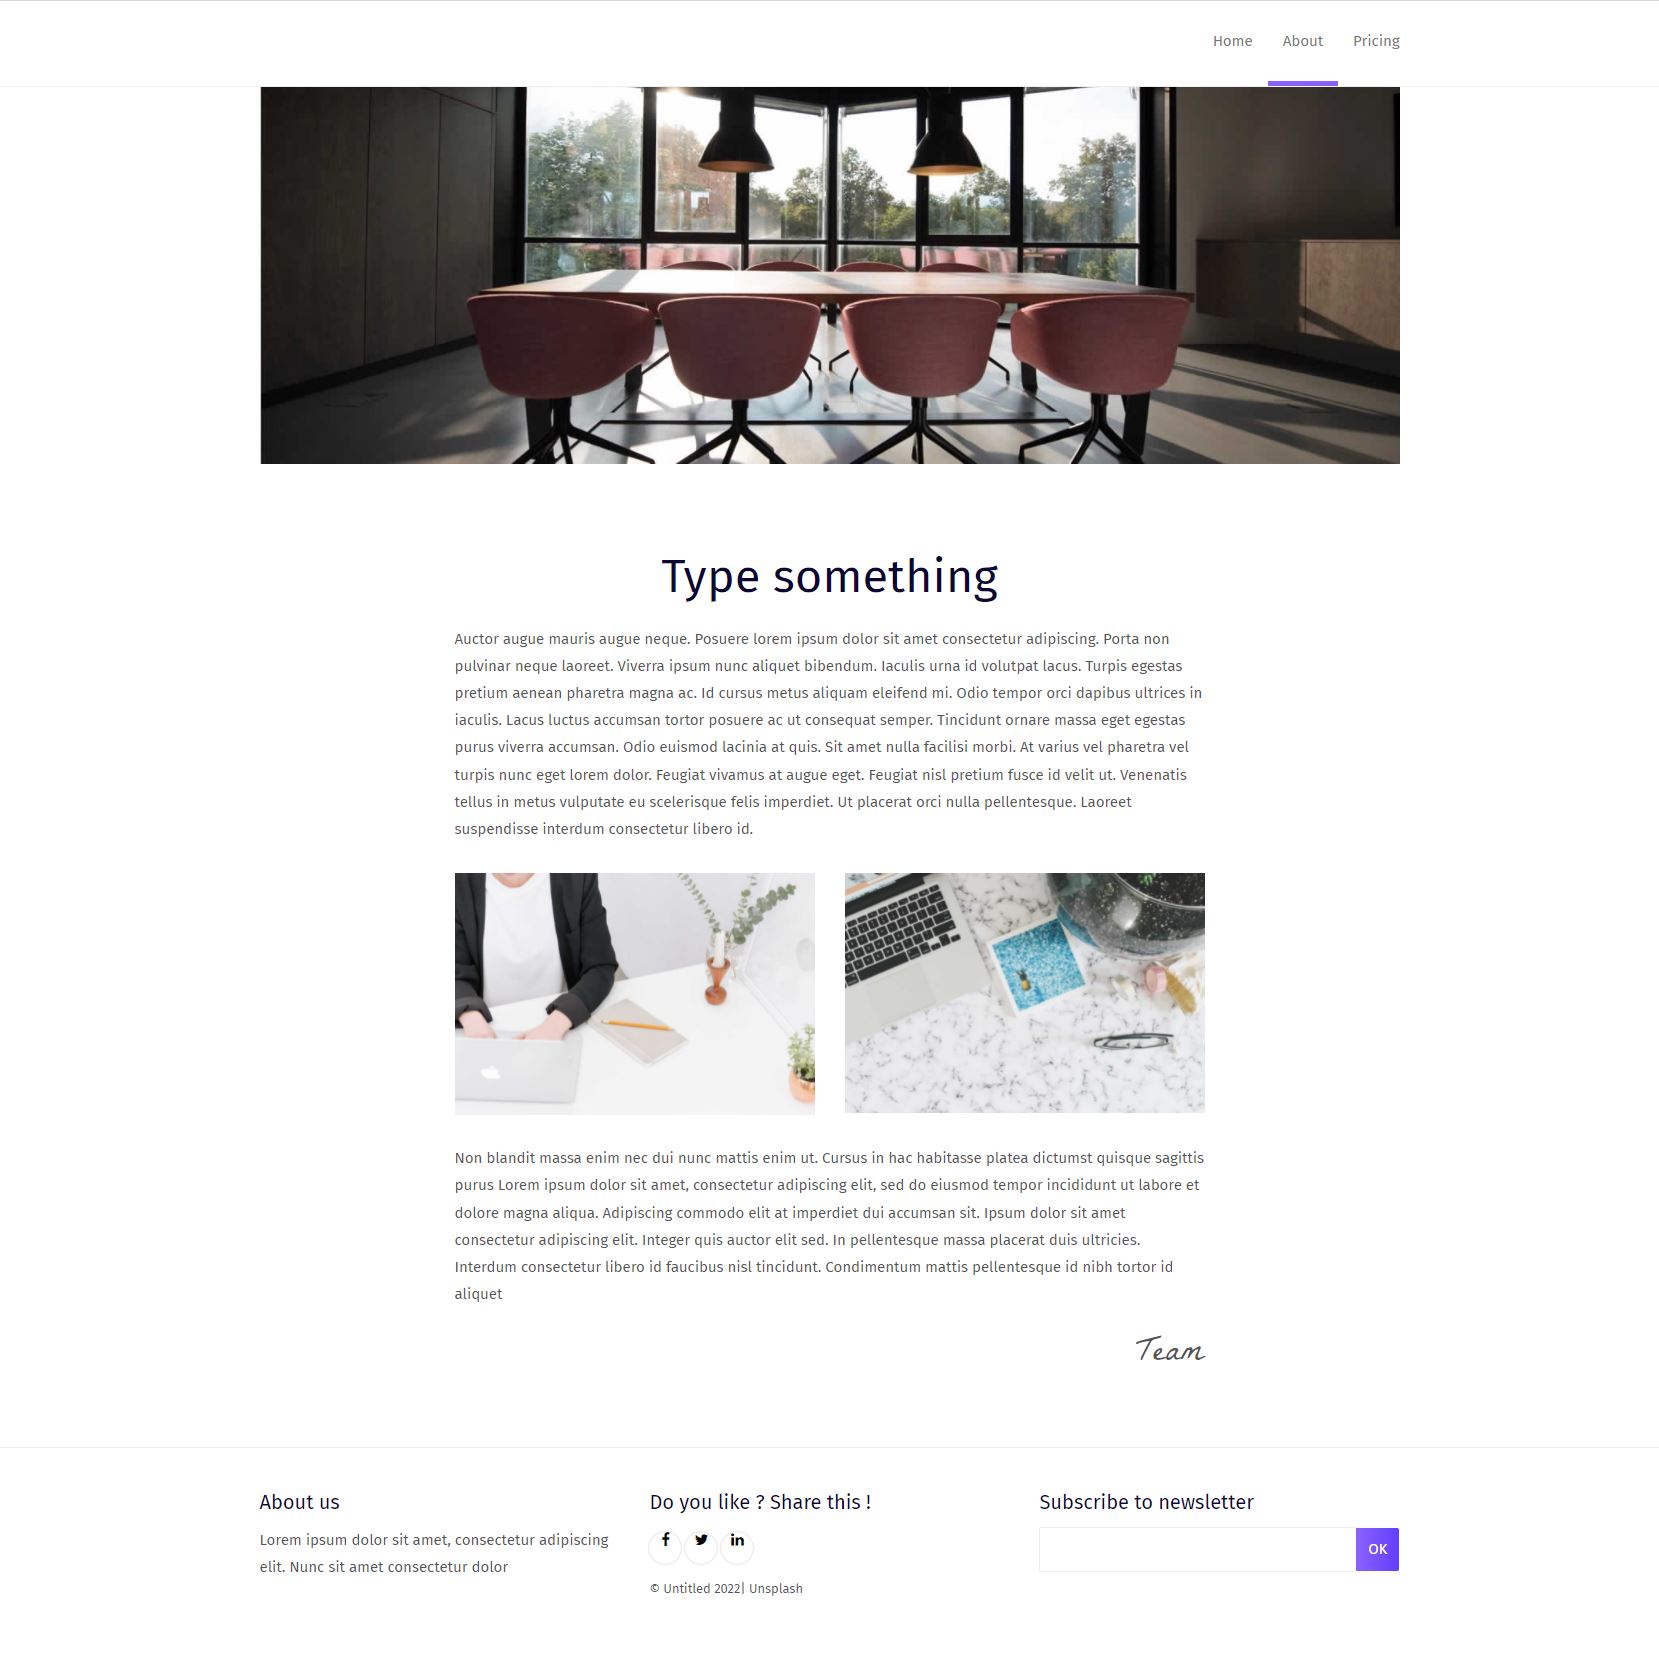 Home About Pricing
Type something
Auctor augue mauris augue neque. Posuere lorem ipsum dolor sit amet consectetur adipiscing. Porta non
pulvinar neque laoreet. Viverra ipsum nunc aliquet bibendum. Iaculis urna id volutpat lacus. Turpis egestas
pretium aenean pharetra magna ac. Id cursus metus aliquam eleifend mi. Odio tempor orci dapibus ultrices in
iaculis. Lacus luctus accumsan tortor posuere ac ut consequat semper. Tincidunt ornare massa eget egestas
purus viverra accumsan. Odio euismod lacinia at quis. Sit amet nulla facilisi morbi. At varius vel pharetra vel
turpis nunc eget lorem dolor. Feugiat vivamus at augue eget. Feugiat nisl pretium fusce id velit ut. Venenatis
tellus in metus vulputate eu scelerisque felis imperdiet. Ut placerat orci nulla pellentesque. Laoreet
suspendisse interdum consectetur libero id.
Non blandit massa enim nec dui nunc mattis enim ut. Cursus in hac habitasse platea dictumst quisque sagittis
purus Lorem ipsum dolor sit amet, consectetur adipiscing elit, sed do eiusmod tempor incididunt ut labore et
dolore magna aliqua. Adipiscing commodo elit at imperdiet dui accumsan sit. Ipsum dolor sit amet
consectetur adipiscing elit. Integer quis auctor elit sed. In pellentesque massa placerat duis ultricies.
Interdum consectetur libero id faucibus nisl tincidunt. Condimentum mattis pellentesque id nibh tortor id
aliquet
Team
About us
Lorem ipsum dolor sit amet, consectetur adipiscing
elit. Nunc sit amet consectetur dolor
Do you like ? Share this !
© Untitled 2022| Unsplash
Subscribe to newsletter
OK